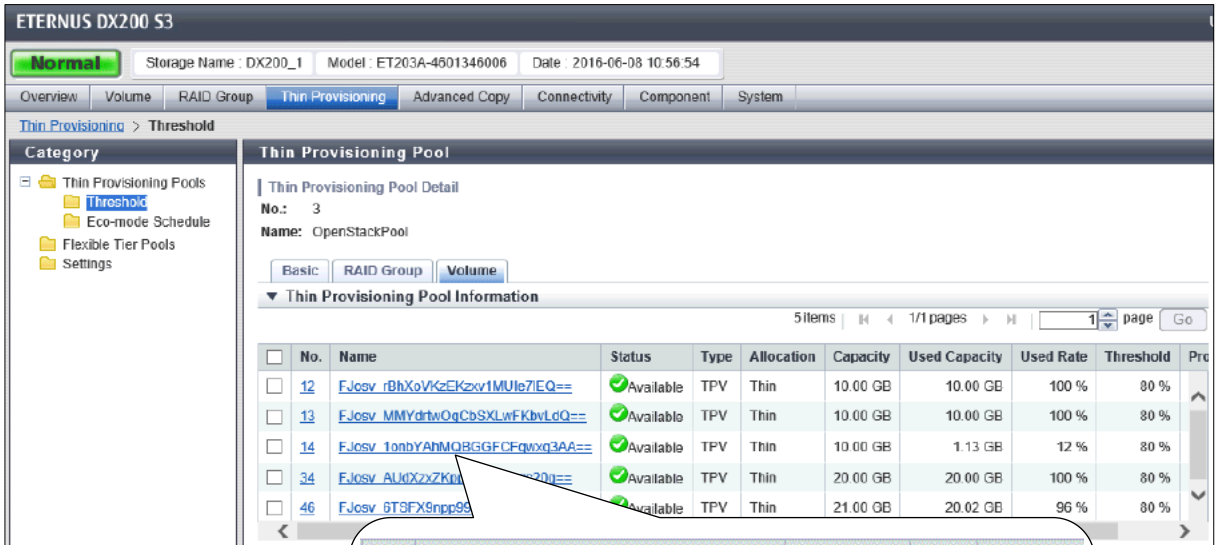 ETERNUS DX200 S3
Normal Storage Name : DX200_1 Model : ET203A-4601346006 Date : 2016-06-08 10:56:54
Overview Volume RAID Group Thin Provisioning Advanced Copy Connectivity Component System
Thin Provisioning > Threshold
Category
Thin Provisioning Pools
Threshold
Eco-mode Schedule
Flexible Tier Pools
Settings
Thin Provisioning Pool
Thin Provisioning Pool Detail
No.: 3
Name: OpenStackPool
Basic RAID Group Volume
Thin Provisioning Pool Information
5 items 1/1 pages 1 page Go
No. Name Status Type Allocation Capacity Used Capacity Used Rate Threshold
12 FJosv_rBhXoVKzEKzxv1MUle7lEQ== Available TPV Thin 10.00 GB 10.00 GB 100 % 80 %
13 FJosv_MMYdrtwOqCbSXLwFKbvLdQ== Available TPV Thin 10.00 GB 10.00 GB 100 % 80 %
14 FJosv_1onbYAhMQBGGFCFqwxq3AA== Available TPV Thin 10.00 GB 1.13 GB 12 % 80 %
34 Available TPV Thin 20.00 GB 20.00 GB 100 % 80 %
46 Available TPV Thin 21.00 GB 20.02 GB 96 % 80 %